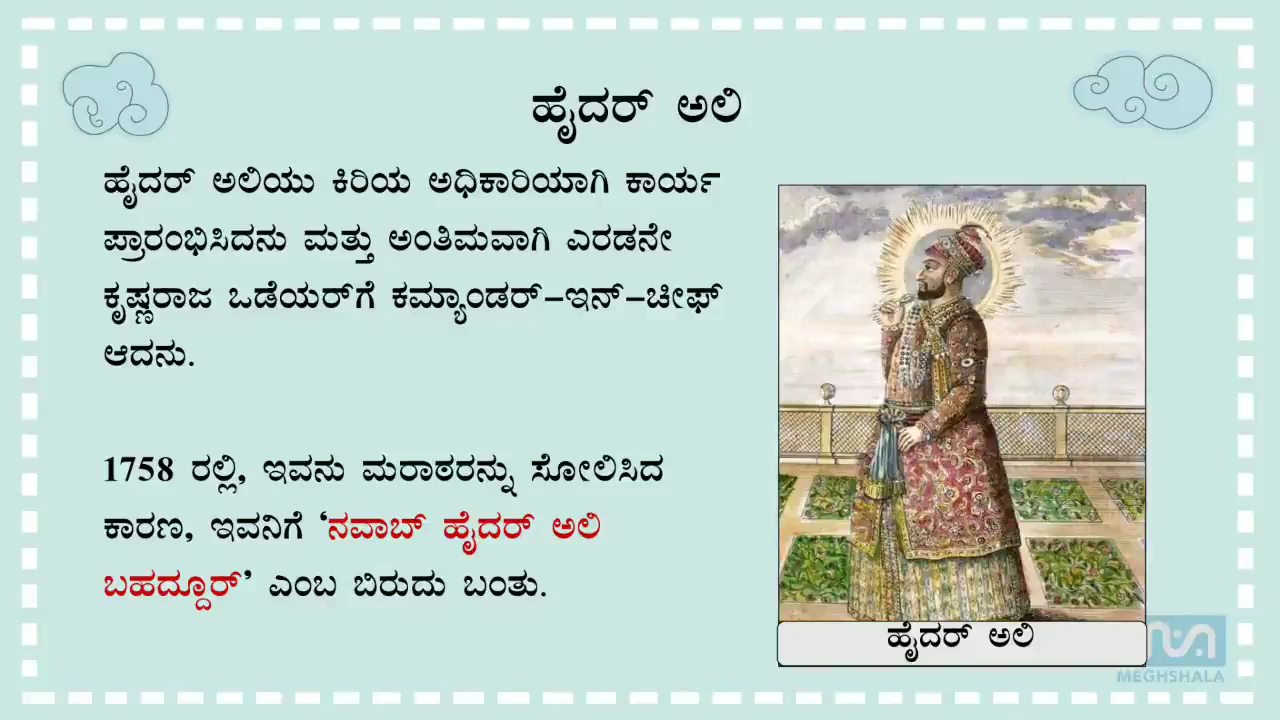 ಹೈದರ್ ಅಲಿ
ಹೈದರ್ ಅಲಿಯು ಕಿರಿಯ ಅಧಿಕಾರಿಯಾಗಿ ಕಾರ್ಯ
ಪ್ರಾರಂಭಿಸಿದನು ಮತ್ತು ಅಂತಿಮವಾಗಿ ಎರಡನೇ
ಕೃಷ್ಣರಾಜ ಒಡೆಯರ್‌ಗೆ ಕಮ್ಯಾಂಡರ್-ಇನ್-ಚೀಫ್
ಆದನು.
1758 ರಲ್ಲಿ, ಇವನು ಮರಾಠರನ್ನು ಸೋಲಿಸಿದ
ಕಾರಣ, ಇವನಿಗೆ ‘ನವಾಬ್ ಹೈದರ್ ಅಲಿ
ಬಹದ್ದೂರ್’ ಎಂಬ ಬಿರುದು ಬಂತು.
ಹೈದರ್ ಅಲಿ
MEGHSHALA